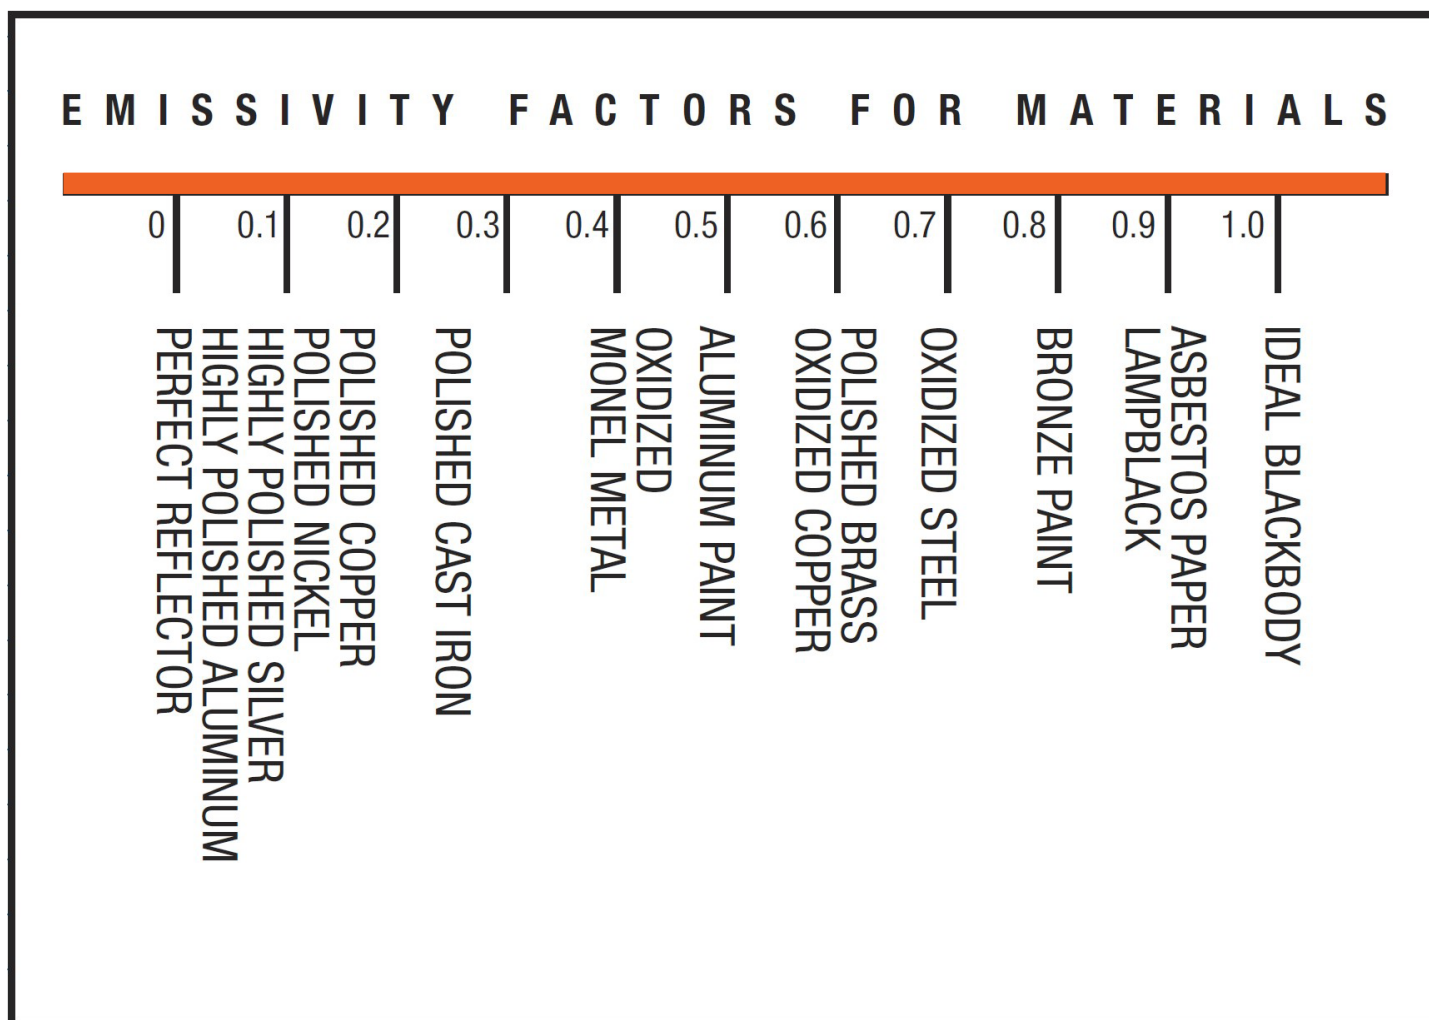 EMISSIVITY FACTORS FOR MATERIALS
0 0.1 0.2 0.3 0.4 0.5 0.6 0.7 0.8 0.9 1.0
PERFECT REFLECTOR
HIGHLY POLISHED ALUMINUM
HIGHLY POLISHED SILVER
POLISHED NICKEL
POLISHED COPPER
POLISHED CAST IRON
OXIDIZED
MONEL METAL
ALUMINUM PAINT
POLISHED BRASS
OXIDIZED COPPER
OXIDIZED STEEL
BRONZE PAINT
ASBESTOS PAPER
LAMPBLACK
IDEAL BLACKBODY